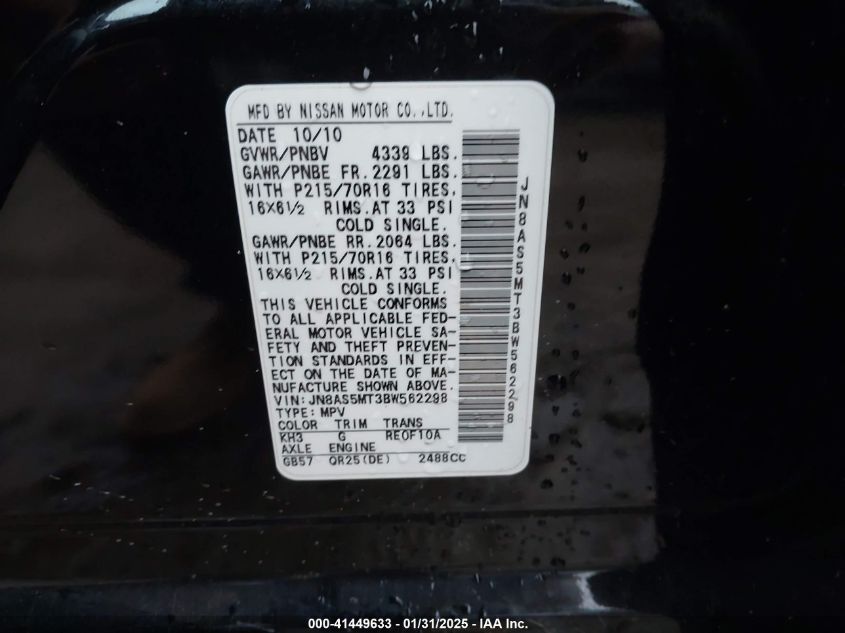 MFD BY NISSAN MOTOR CO.,LTD.
DATE 10/10
GVWR/PNBV 4339 LBS.
GAWR/PNBE FR. 2291 LBS.
WITH P215/70R16 TIRES.
16X6½ RIMS.AT 33 PSI
COLD SINGLE.
GAWR/PNBE RR. 2064 LBS.
WITH P215/70R16 TIRES.
16X6½ RIMS.AT 33 PSI
COLD SINGLE.
THIS VEHICLE CONFORMS
TO ALL APPLICABLE FED-
ERAL MOTOR VEHICLE SA-
FETY AND THEFT PREVEN-
TION STANDARDS IN EFF-
ECT ON THE DATE OF MA-
NUFACTURE SHOWN ABOVE.
VIN: JN8AS5MT3BW562298
TYPE: MPV
COLOR TRIM TRANS
KH3 G RE0F10A
AXLE ENGINE
GB57 QR25(DE) 2488CC
JN8AS5MT3BW562298
000-41449633 - 01/31/2025 - IAA Inc.